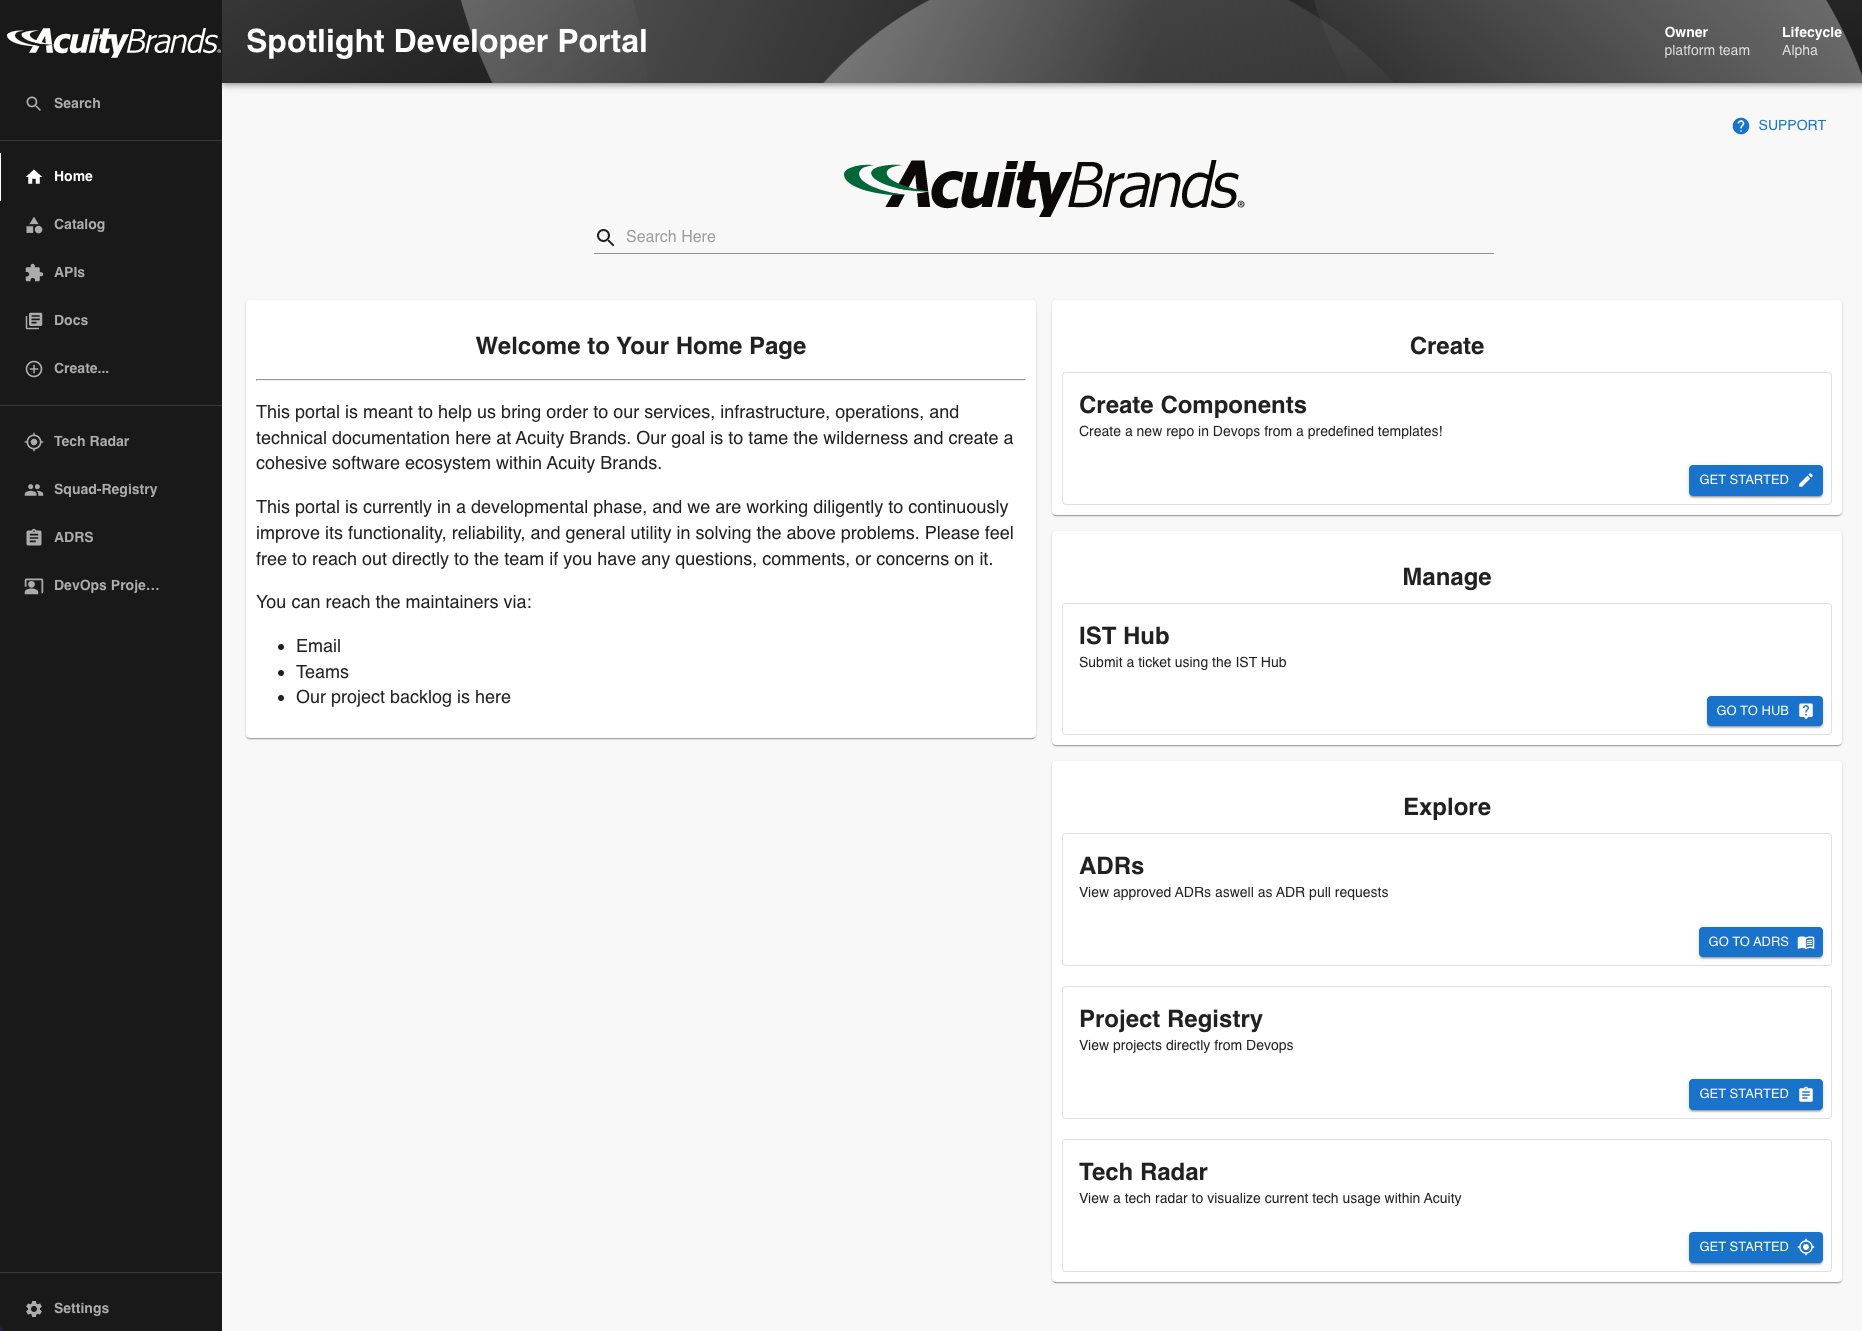 AcuityBrands.
Search
Home
Catalog
APIs
Docs
Create...
Tech Radar
Squad-Registry
ADRS
DevOps Proje...
Settings
Spotlight Developer Portal
Owner
platform team
Lifecycle
Alpha
SUPPORT
AcuityBrands®
Search Here
Welcome to Your Home Page
This portal is meant to help us bring order to our services, infrastructure, operations, and
technical documentation here at Acuity Brands. Our goal is to tame the wilderness and create a
cohesive software ecosystem within Acuity Brands.
This portal is currently in a developmental phase, and we are working diligently to continuously
improve its functionality, reliability, and general utility in solving the above problems. Please feel
free to reach out directly to the team if you have any questions, comments, or concerns on it.
You can reach the maintainers via:
• Email
• Teams
• Our project backlog is here
Create
Create Components
Create a new repo in Devops from a predefined templates!
GET STARTED
Manage
IST Hub
Submit a ticket using the IST Hub
GO TO HUB
Explore
ADRs
View approved ADRs aswell as ADR pull requests
GO TO ADRS
Project Registry
View projects directly from Devops
GET STARTED
Tech Radar
View a tech radar to visualize current tech usage within Acuity
GET STARTED